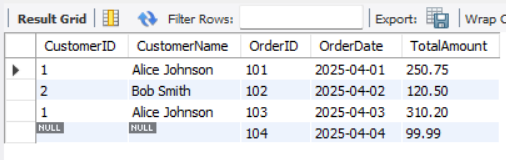 Result Grid Filter Rows: Export: Wrap C
CustomerID CustomerName OrderID OrderDate TotalAmount
1 Alice Johnson 101 2025-04-01 250.75
2 Bob Smith 102 2025-04-02 120.50
1 Alice Johnson 103 2025-04-03 310.20
NULL NULL 104 2025-04-04 99.99